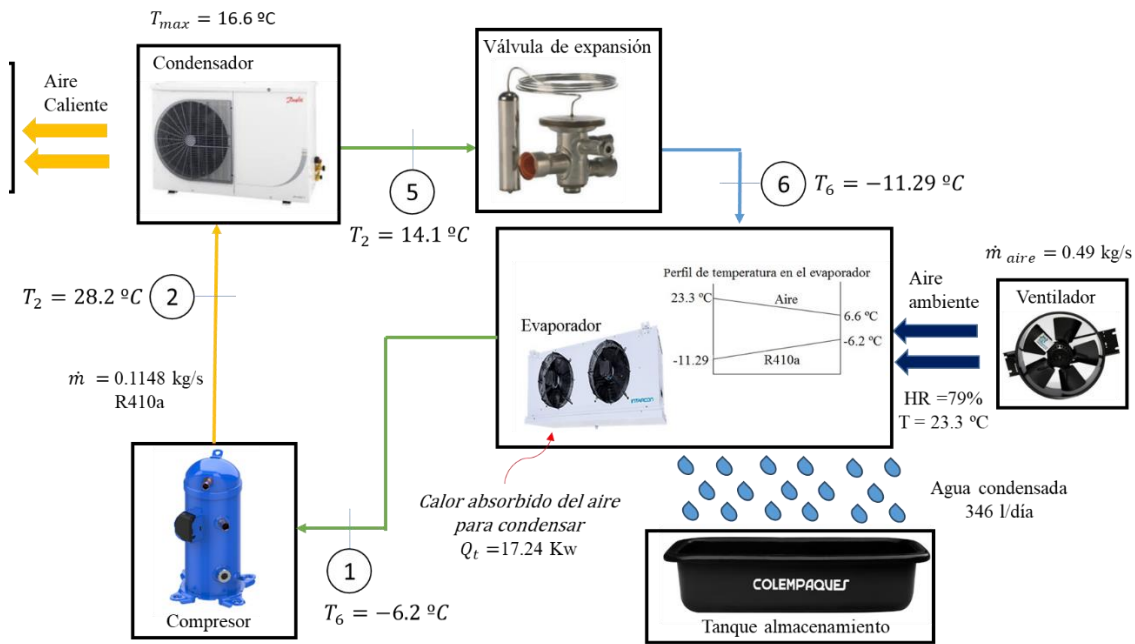 T_max = 16.6 ºC
Condensador
Aire
Caliente
Danfoss
Válvula de expansión
5
T_2 = 14.1 ºC
6
T_6 = −11.29 ºC
T_2 = 28.2 ºC
2
ṁ = 0.1148 kg/s
R410a
Evaporador
INTARCON
Perfil de temperatura en el evaporador
23.3 ºC
Aire
6.6 ºC
-6.2 ºC
-11.29
R410a
Aire
ambiente
ṁ_aire = 0.49 kg/s
Ventilador
HR =79%
T = 23.3 ºC
Calor absorbido del aire
para condensar
Q_t =17.24 Kw
Agua condensada
346 l/día
1
T_6 = −6.2 ºC
Compresor
COLEMPAQUES
Tanque almacenamiento